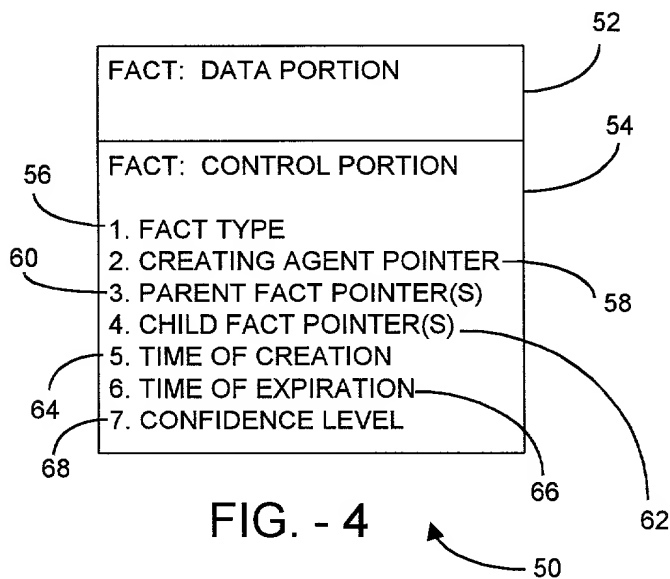 52
FACT: DATA PORTION
54
FACT: CONTROL PORTION
56
1. FACT TYPE
60
2. CREATING AGENT POINTER
58
3. PARENT FACT POINTER(S)
4. CHILD FACT POINTER(S)
5. TIME OF CREATION
64
6. TIME OF EXPIRATION
68
7. CONFIDENCE LEVEL
66
62
FIG. - 4
50